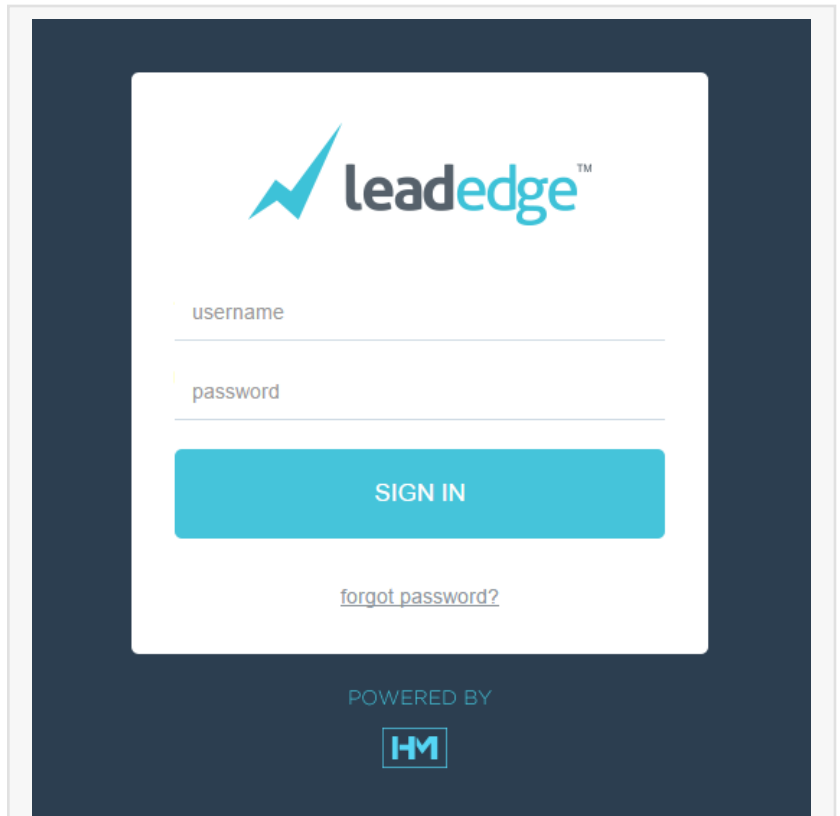 leadedge™
username
password
SIGN IN
forgot password?
POWERED BY
HM